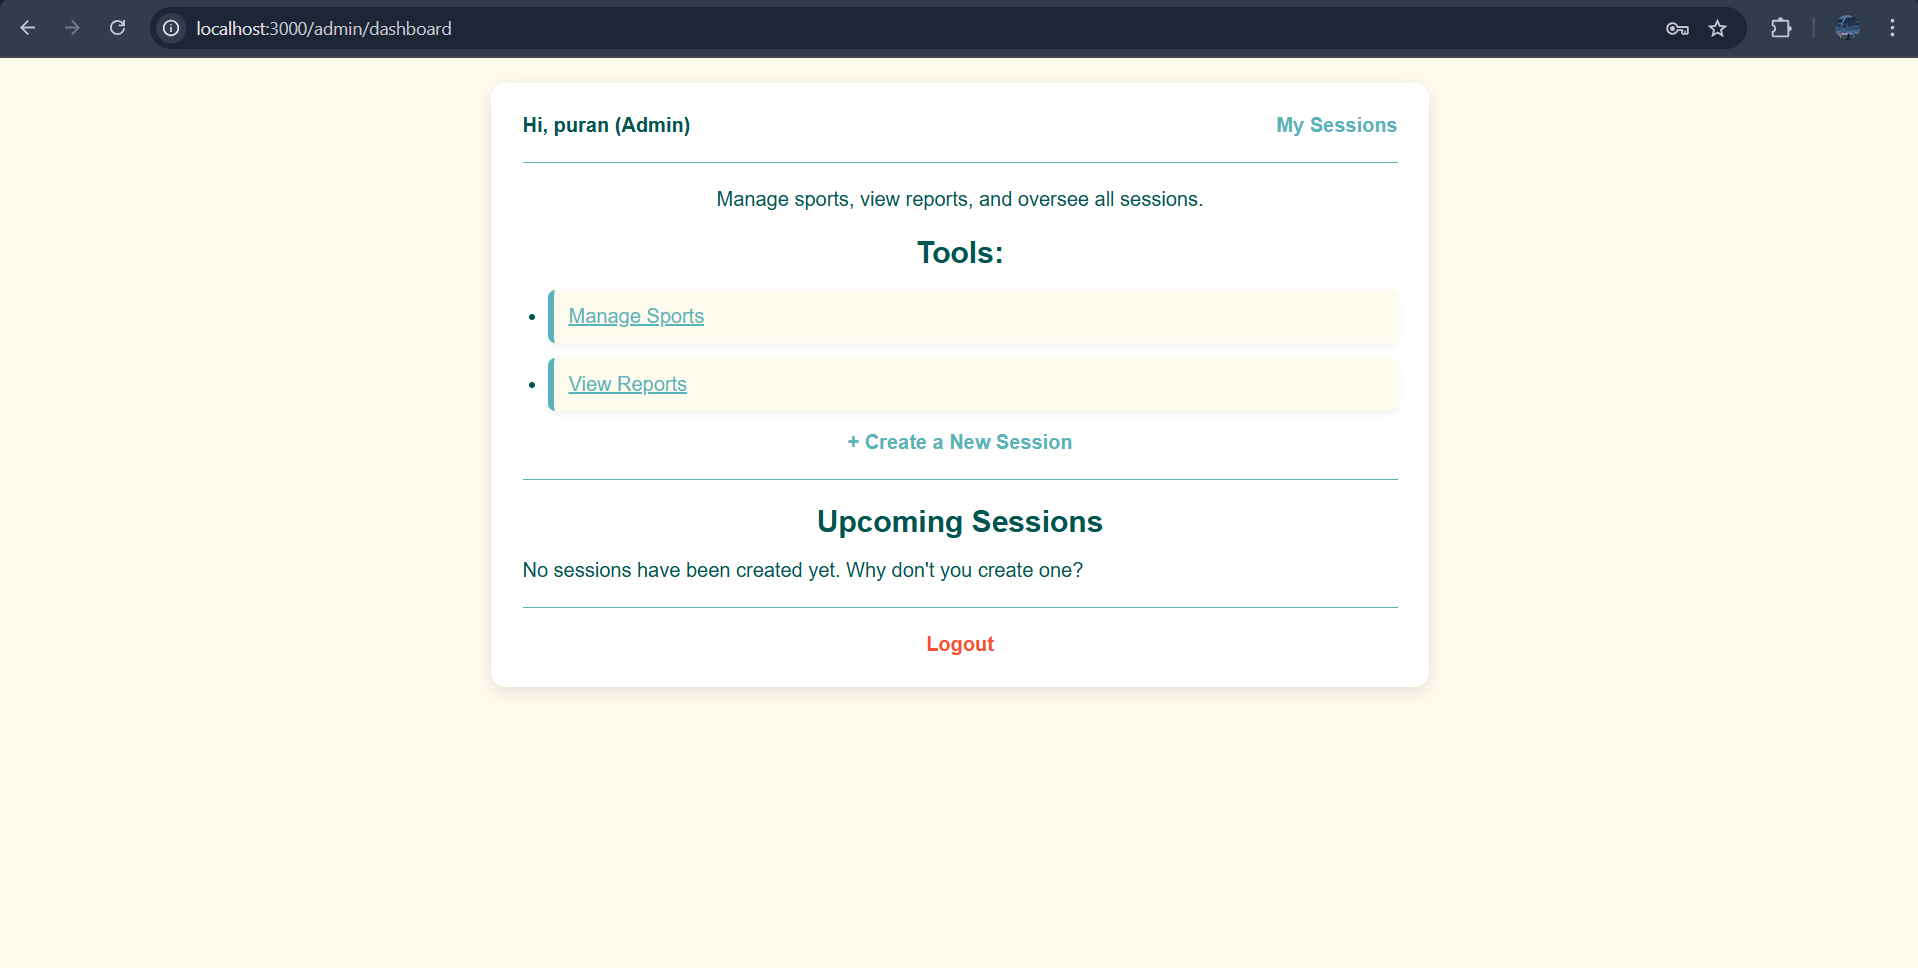 localhost:3000/admin/dashboard
Hi, puran (Admin)
My Sessions
Manage sports, view reports, and oversee all sessions.
Tools:
• Manage Sports
• View Reports
+ Create a New Session
Upcoming Sessions
No sessions have been created yet. Why don't you create one?
Logout